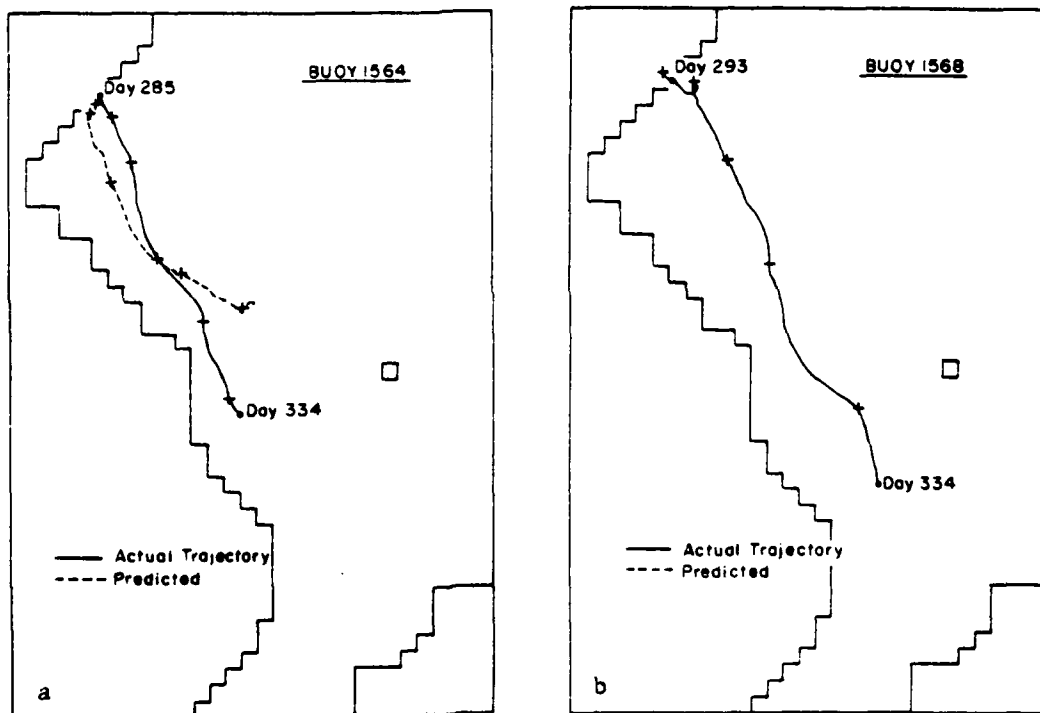 BUOY 1564
Day 285
Day 334
Actual Trajectory
Predicted
a
BUOY 1568
Day 293
Day 334
Actual Trajectory
Predicted
b